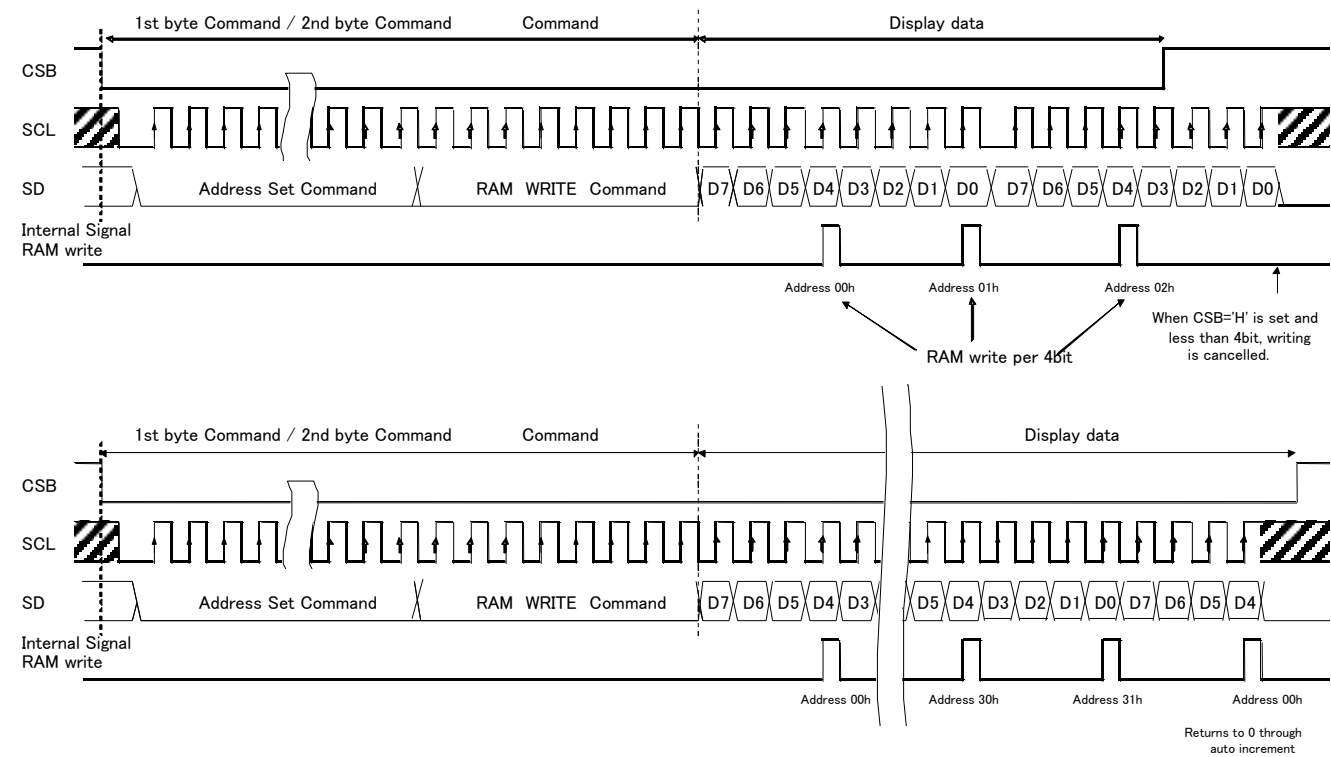 1st byte Command / 2nd byte Command Command Display data
CSB
SCL
SD Address Set Command RAM WRITE Command D7 D6 D5 D4 D3 D2 D1 D0 D7 D6 D5 D4 D3 D2 D1 D0
Internal Signal
RAM write
Address 00h Address 01h Address 02h
When CSB='H' is set and
less than 4bit, writing
is cancelled.
RAM write per 4bit
1st byte Command / 2nd byte Command Command Display data
CSB
SCL
SD Address Set Command RAM WRITE Command D7 D6 D5 D4 D3 D5 D4 D3 D2 D1 D0 D7 D6 D5 D4
Internal Signal
RAM write
Address 00h Address 30h Address 31h Address 00h
Returns to 0 through
auto increment